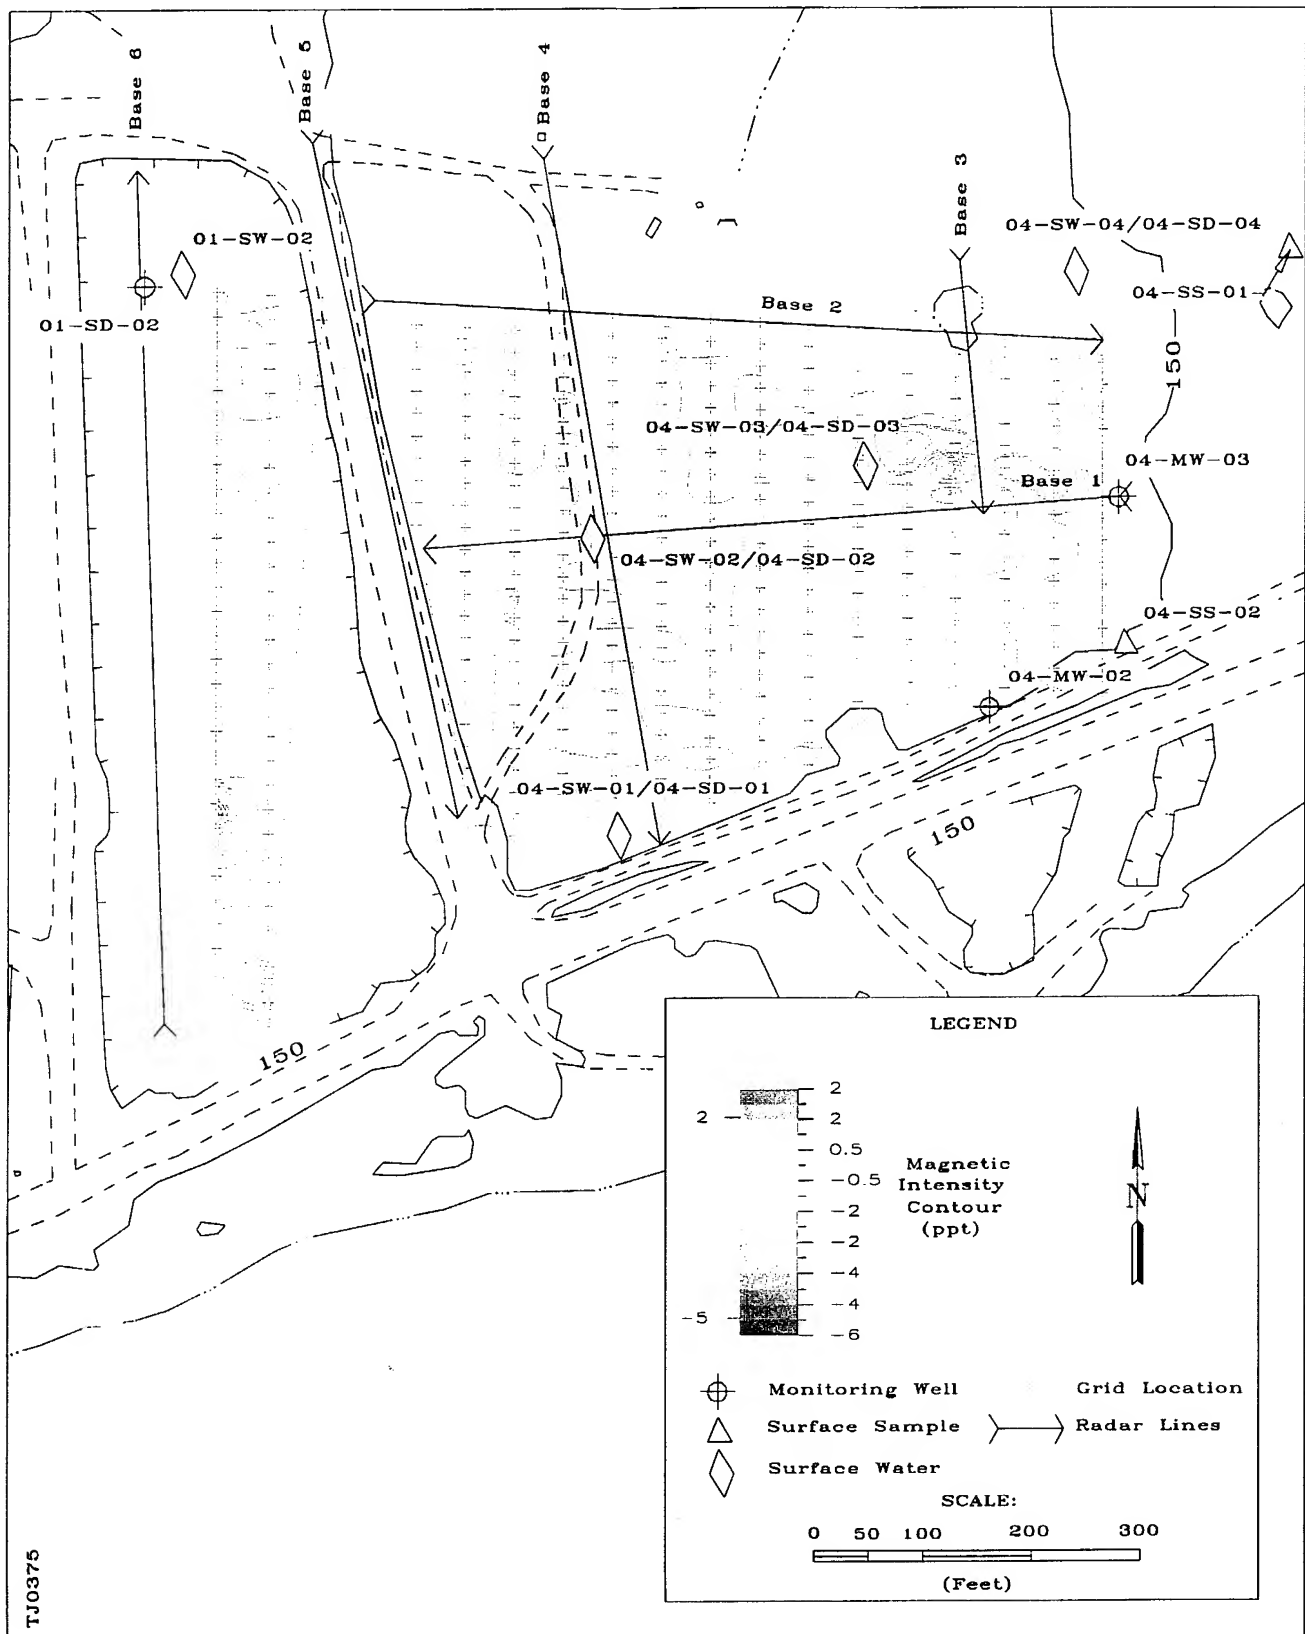 Base 6
Base 5
Base 4
Base 3
01-SW-02
04-SW-04/04-SD-04
04-SS-01
01-SD-02
Base 2
150
04-SW-03/04-SD-03
04-MW-03
Base 1
04-SW-02/04-SD-02
04-SS-02
04-MW-02
04-SW-01/04-SD-01
150
150
LEGEND
2
2
2
0.5
-0.5
-2
-2
-4
-4
-6
-5
Magnetic
Intensity
Contour
(ppt)
N
Monitoring Well
Grid Location
Surface Sample
Radar Lines
Surface Water
SCALE:
0 50 100 200 300
(Feet)
TJ0375